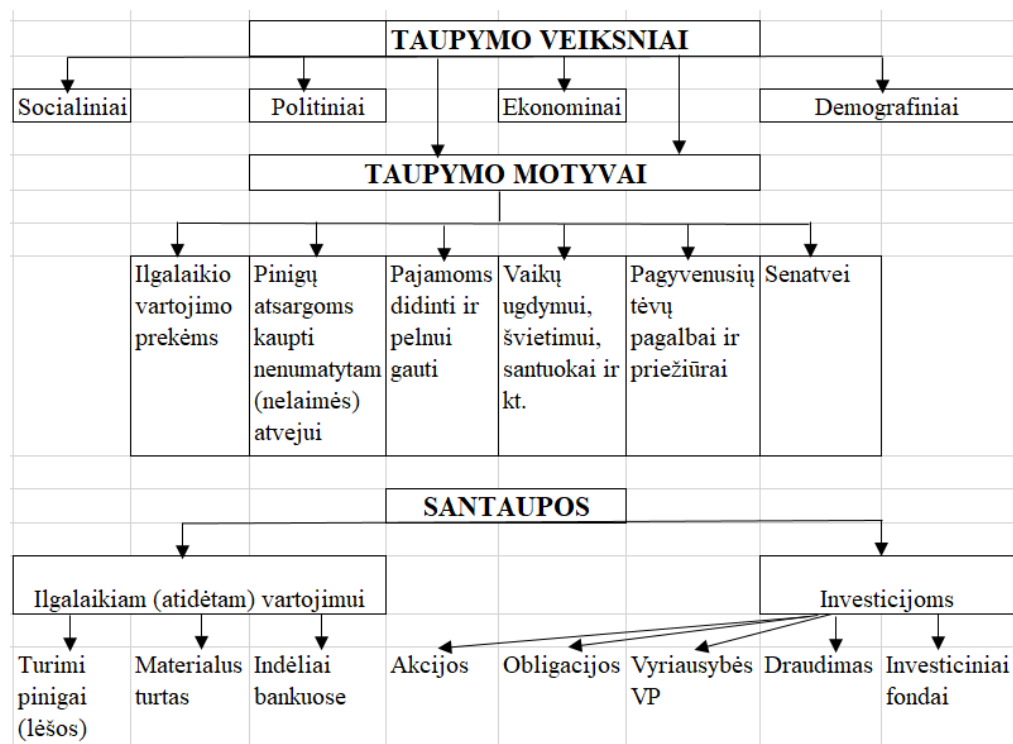 TAUPYMO VEIKSNIAI
Socialiniai
Politiniai
Ekonominai
Demografiniai
TAUPYMO MOTYVAI
Ilgalaikio
vartojimo
prekėms
Pinigų
atsargoms
kaupti
nenumatytam
(nelaimės)
atvejui
Pajamoms
didinti ir
pelnui
gauti
Vaikų
ugdymui,
švietimui,
santuokai ir
kt.
Pagyvenusių
tėvų
pagalbai ir
priežiūrai
Senatvei
SANTAUPOS
Ilgalaikiam (atidėtam) vartojimui
Investicijoms
Turimi
pinigai
(lėšos)
Materialus
turtas
Indėliai
bankuose
Akcijos
Obligacijos
Vyriausybės
VP
Draudimas
Investiciniai
fondai